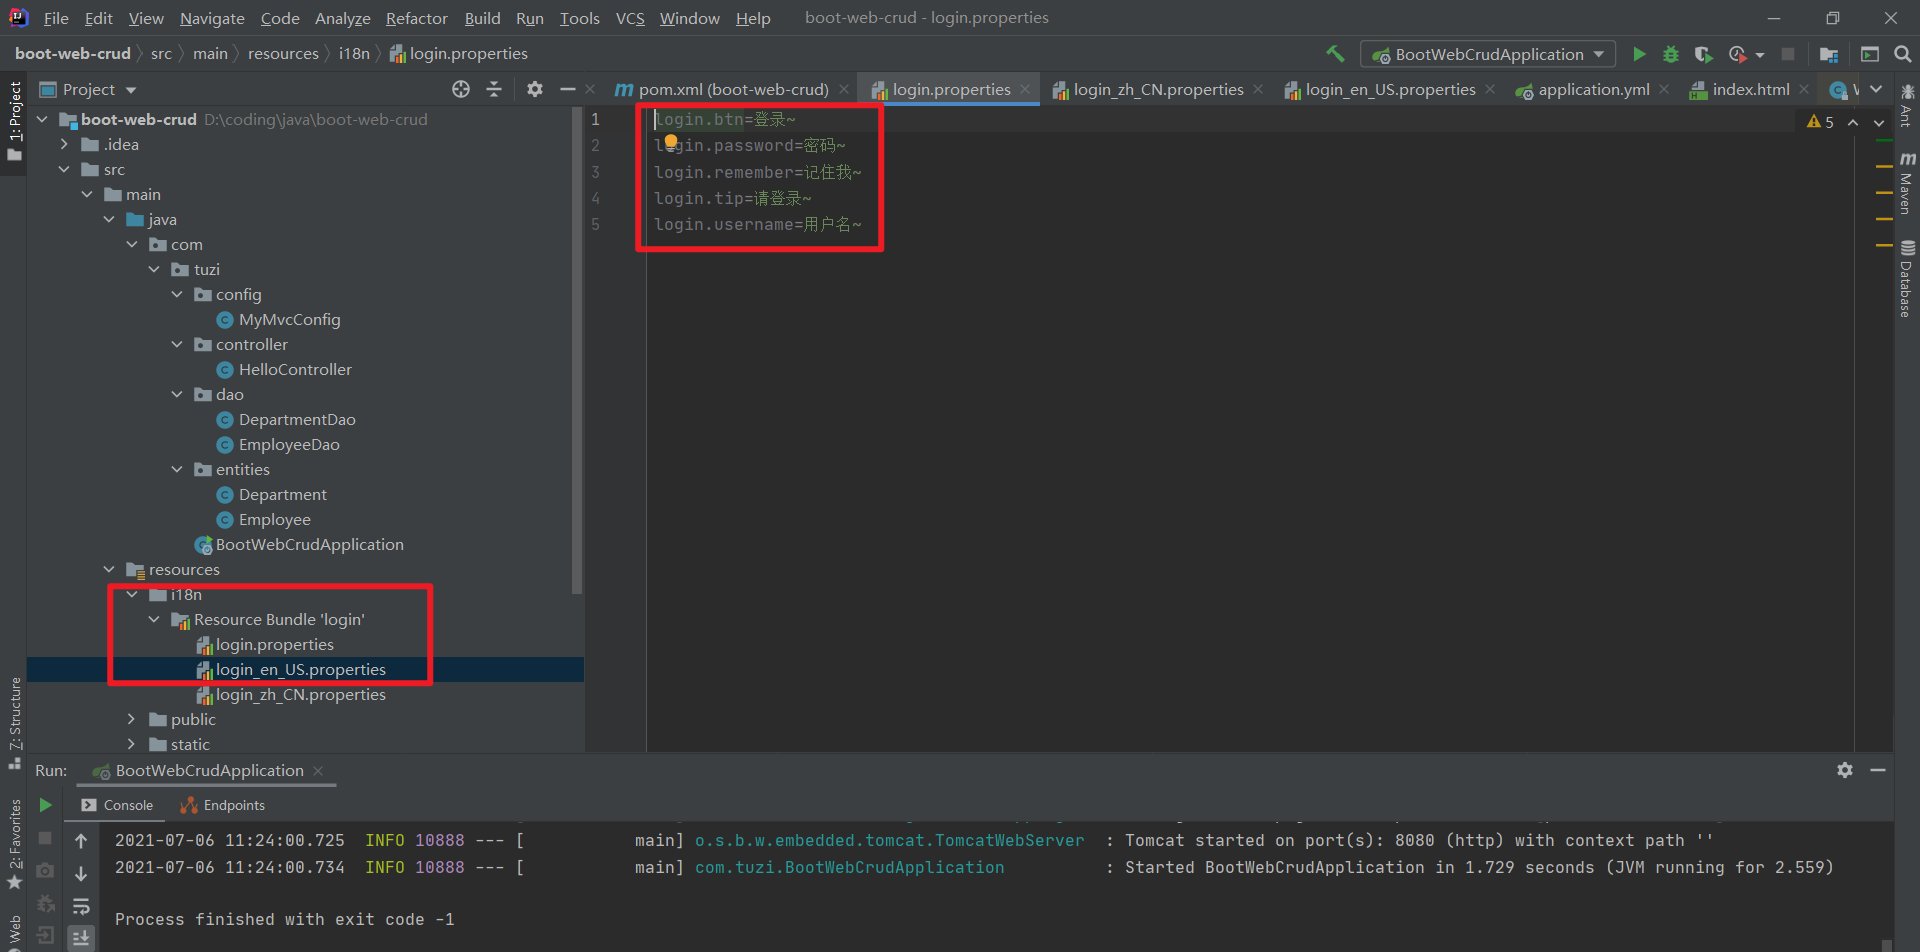 File Edit View Navigate Code Analyze Refactor Build Run Tools VCS Window Help boot-web-crud - login.properties
boot-web-crud src main resources i18n login.properties BootWebCrudApplication
1: Project
Project
pom.xml (boot-web-crud) login.properties login_zh_CN.properties login_en_US.properties application.yml index.html
boot-web-crud D:\coding\java\boot-web-crud
.idea
src
main
java
com
tuzi
config
MyMvcConfig
controller
HelloController
dao
DepartmentDao
EmployeeDao
entities
Department
Employee
BootWebCrudApplication
resources
i18n
Resource Bundle 'login'
login.properties
login_en_US.properties
login_zh_CN.properties
public
static
1 login.btn=登录~
2 login.password=密码~
3 login.remember=记住我~
4 login.tip=请登录~
5 login.username=用户名~
5
Ant
Maven
Database
7: Structure
2: Favorites
Web
Run: BootWebCrudApplication
Console Endpoints
2021-07-06 11:24:00.725 INFO 10888 --- [ main] o.s.b.w.embedded.tomcat.TomcatWebServer : Tomcat started on port(s): 8080 (http) with context path ''
2021-07-06 11:24:00.734 INFO 10888 --- [ main] com.tuzi.BootWebCrudApplication : Started BootWebCrudApplication in 1.729 seconds (JVM running for 2.559)
Process finished with exit code -1